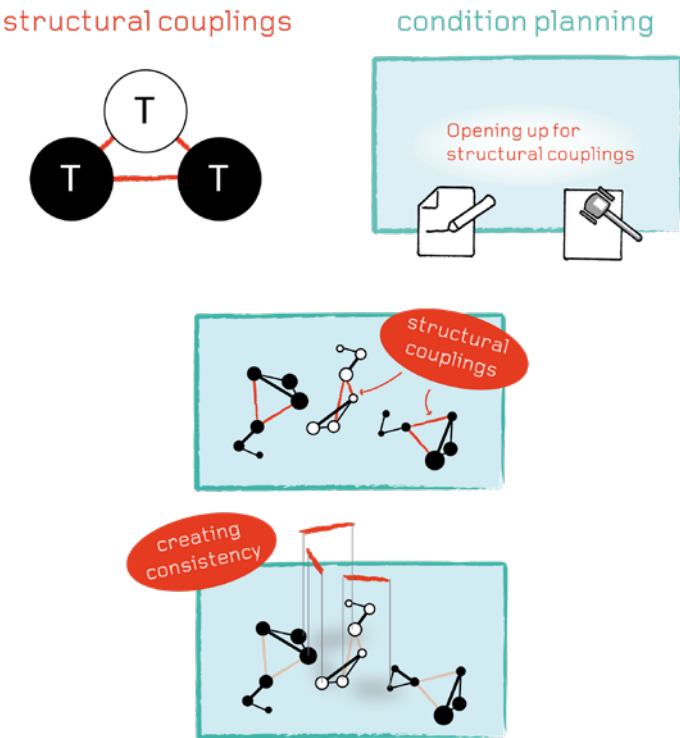 structural couplings
condition planning
T
T
T
Opening up for
structural couplings
structural
couplings
creating
consistency